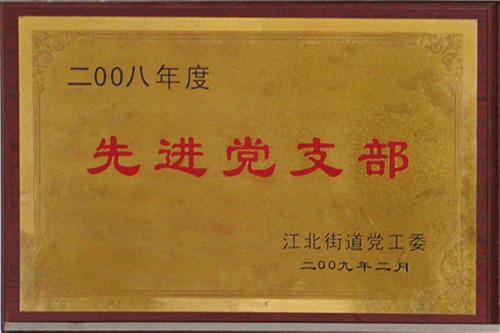 二00八年度
先进党支部
江北街道党工委
二00九年二月